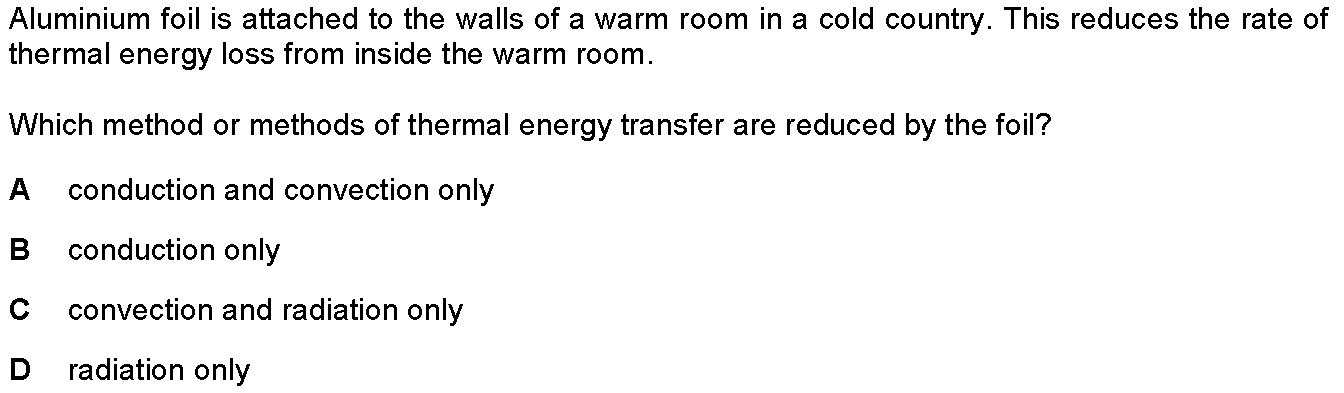 Aluminium foil is attached to the walls of a warm room in a cold country. This reduces the rate of
thermal energy loss from inside the warm room.
Which method or methods of thermal energy transfer are reduced by the foil?
A conduction and convection only
B conduction only
C convection and radiation only
D radiation only